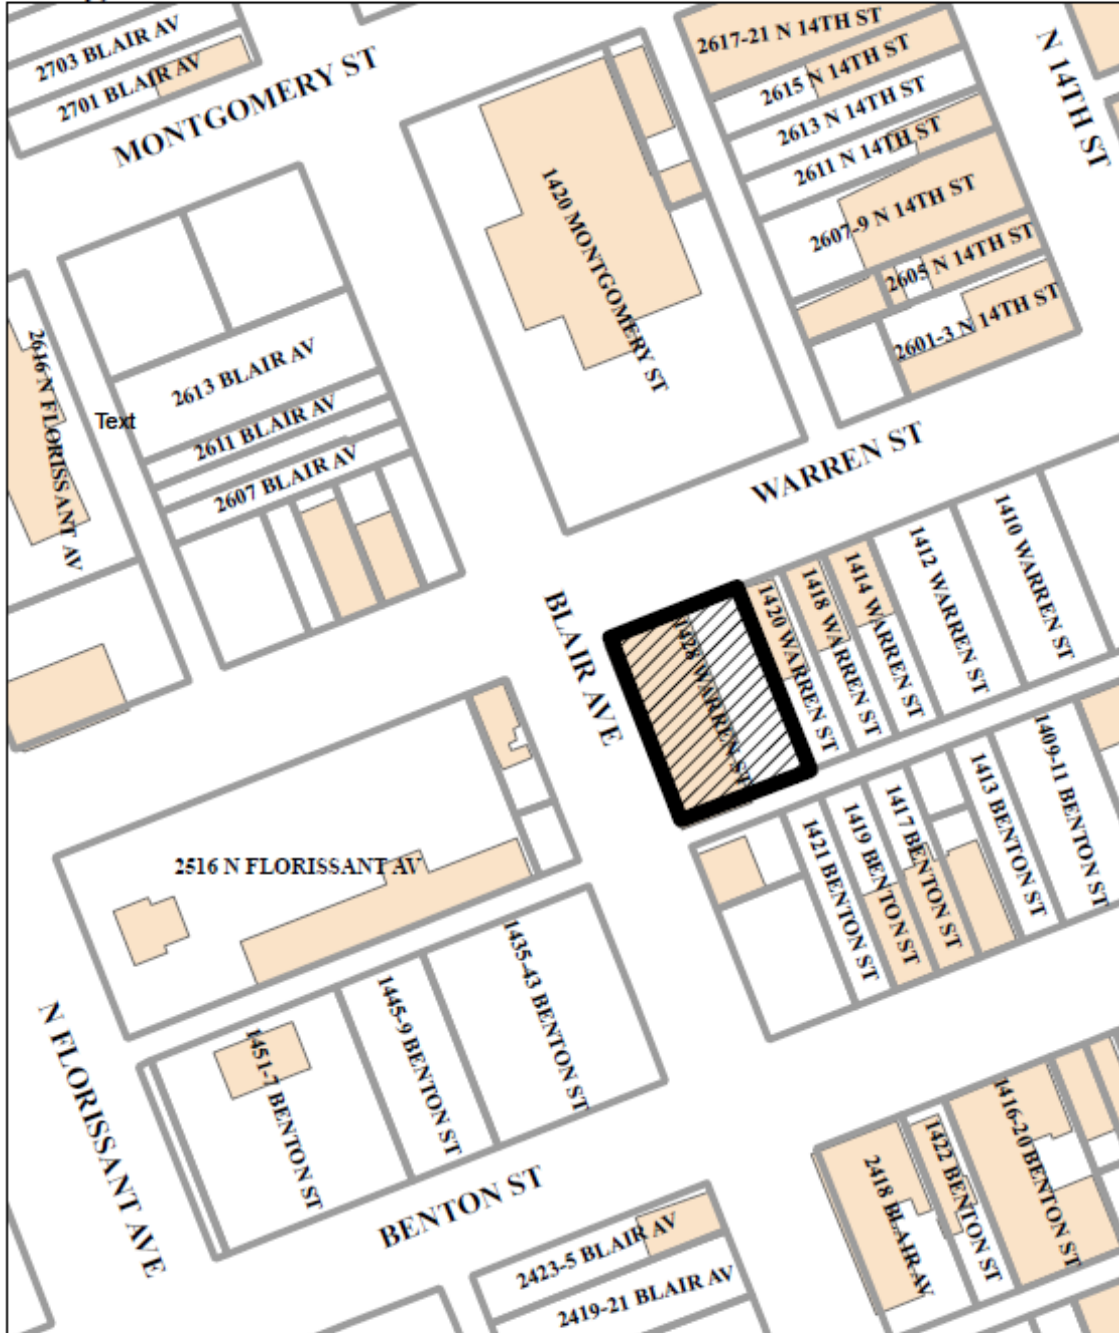 2703 BLAIR AV
2701 BLAIR AV
MONTGOMERY ST
2617-21 N 14TH ST
2615 N 14TH ST
2613 N 14TH ST
2611 N 14TH ST
2607-9 N 14TH ST
2605 N 14TH ST
2601-3 N 14TH ST
N 14TH ST
1420 MONTGOMERY ST
2616 N FLORISSANT AV
Text
2613 BLAIR AV
2611 BLAIR AV
2607 BLAIR AV
WARREN ST
BLAIR AVE
1428 WARREN ST
1420 WARREN ST
1418 WARREN ST
1414 WARREN ST
1412 WARREN ST
1410 WARREN ST
1421 BENTON ST
1419 BENTON ST
1417 BENTON ST
1413 BENTON ST
1409-11 BENTON ST
2516 N FLORISSANT AV
N FLORISSANT AVE
1451-7 BENTON ST
1445-9 BENTON ST
1435-43 BENTON ST
BENTON ST
2423-5 BLAIR AV
2419-21 BLAIR AV
2418 BLAIR AV
1422 BENTON ST
1416-20 BENTON ST